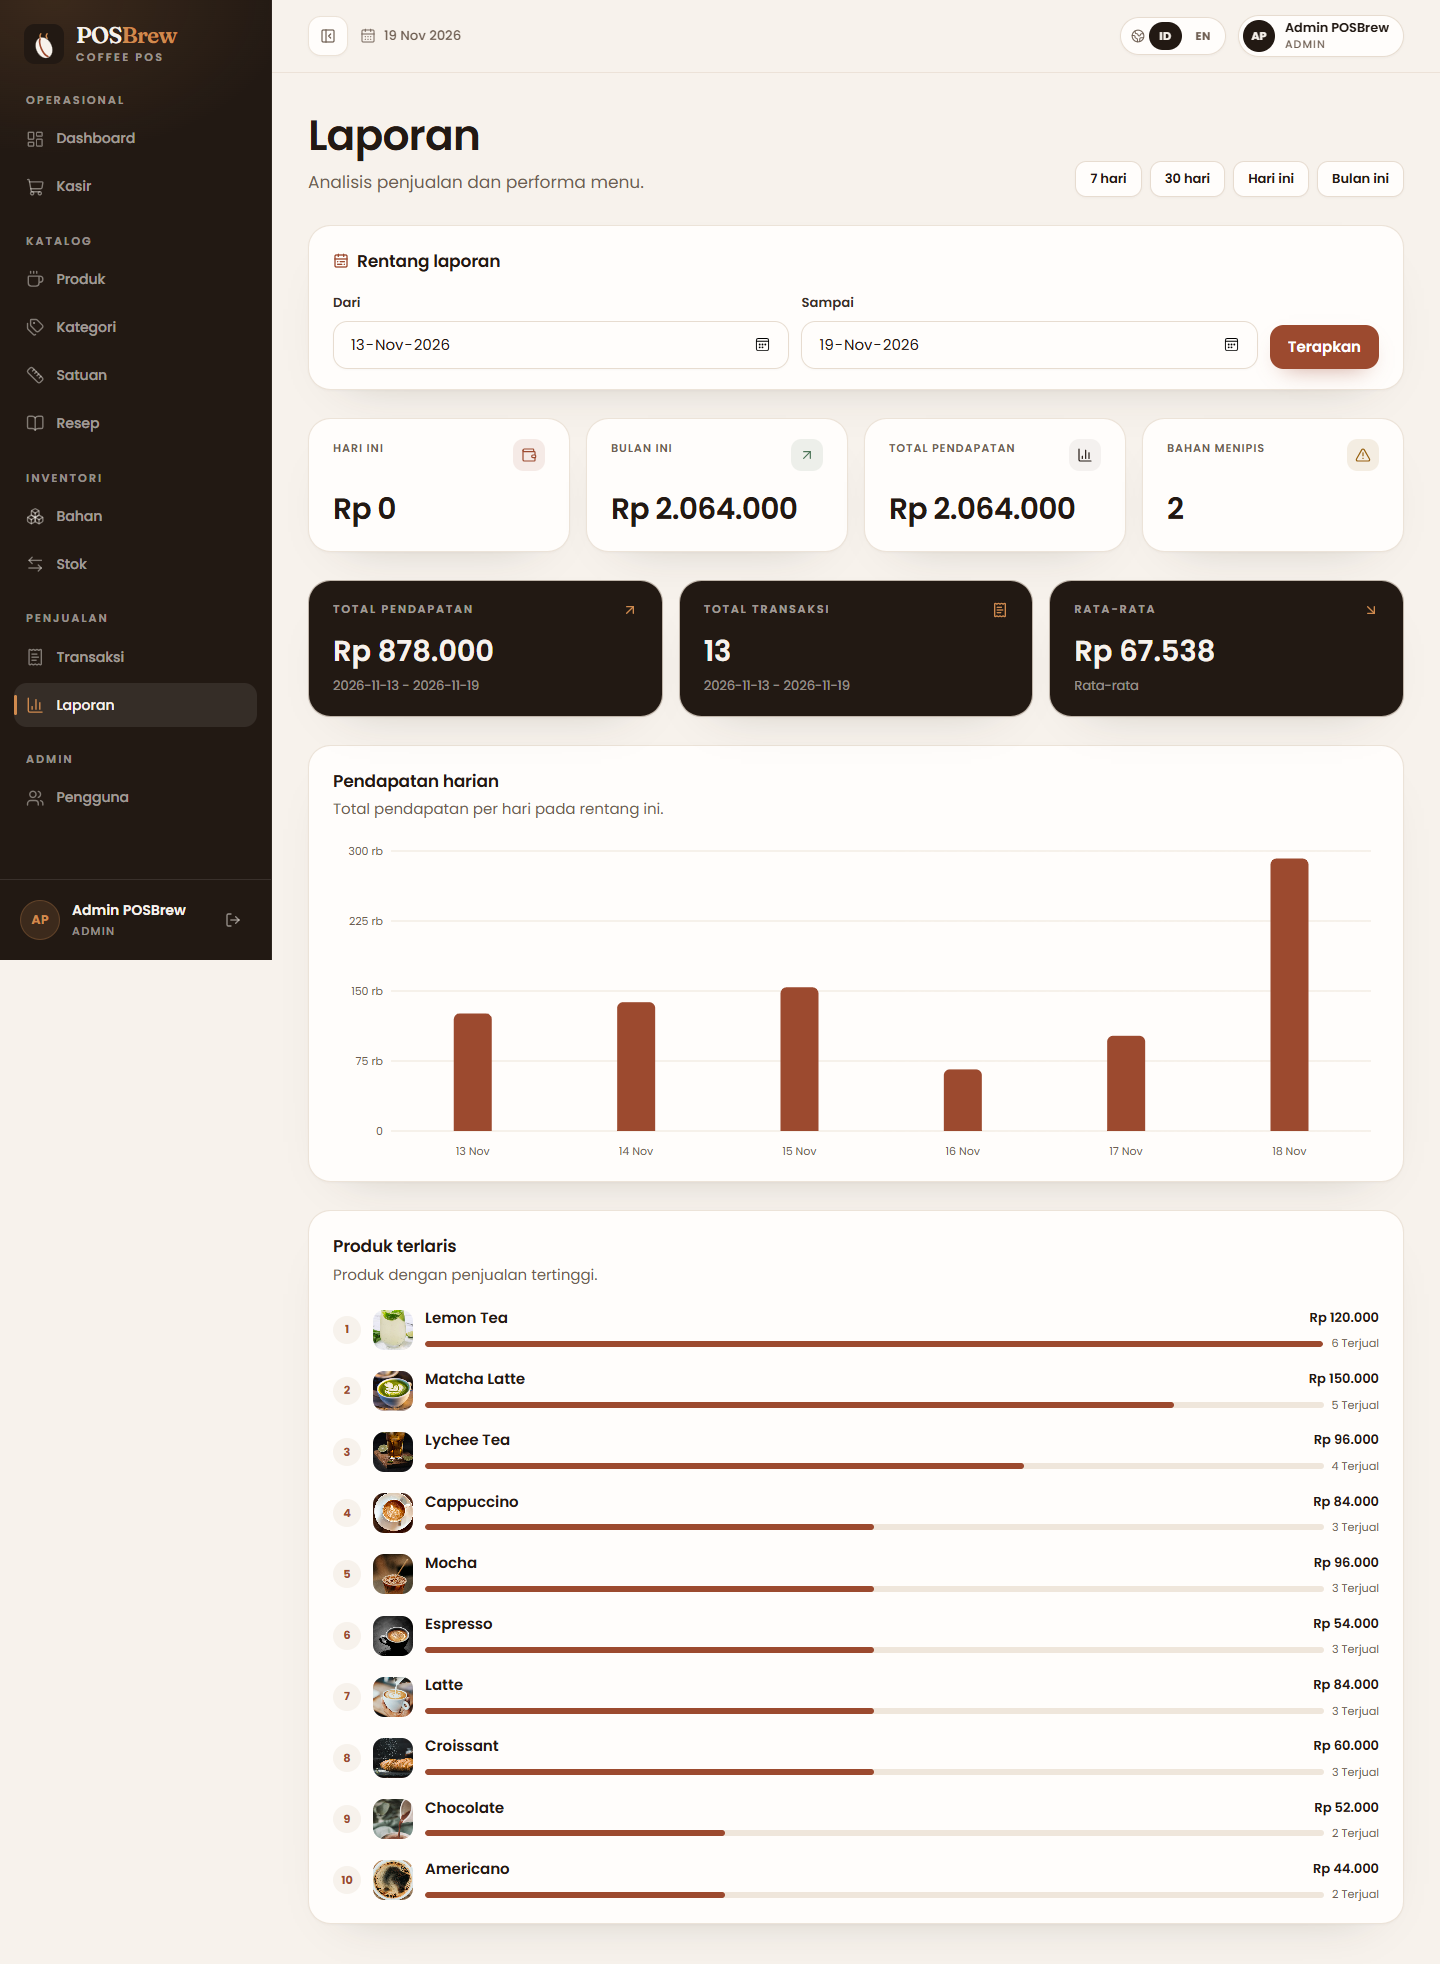 POSBrew
COFFEE POS
OPERASIONAL
Dashboard
Kasir
KATALOG
Produk
Kategori
Satuan
Resep
INVENTORI
Bahan
Stok
PENJUALAN
Transaksi
Laporan
ADMIN
Pengguna
AP
Admin POSBrew
ADMIN
19 Nov 2026
ID
EN
AP
Admin POSBrew
ADMIN
Laporan
Analisis penjualan dan performa menu.
7 hari
30 hari
Hari ini
Bulan ini
Rentang laporan
Dari
Sampai
13-Nov-2026
19-Nov-2026
Terapkan
HARI INI
Rp 0
BULAN INI
Rp 2.064.000
TOTAL PENDAPATAN
Rp 2.064.000
BAHAN MENIPIS
2
TOTAL PENDAPATAN
Rp 878.000
2026-11-13 - 2026-11-19
TOTAL TRANSAKSI
13
2026-11-13 - 2026-11-19
RATA-RATA
Rp 67.538
Rata-rata
Pendapatan harian
Total pendapatan per hari pada rentang ini.
300 rb
225 rb
150 rb
75 rb
0
13 Nov
14 Nov
15 Nov
16 Nov
17 Nov
18 Nov
Produk terlaris
Produk dengan penjualan tertinggi.
1
Lemon Tea
Rp 120.000
6 Terjual
2
Matcha Latte
Rp 150.000
5 Terjual
3
Lychee Tea
Rp 96.000
4 Terjual
4
Cappuccino
Rp 84.000
3 Terjual
5
Mocha
Rp 96.000
3 Terjual
6
Espresso
Rp 54.000
3 Terjual
7
Latte
Rp 84.000
3 Terjual
8
Croissant
Rp 60.000
3 Terjual
9
Chocolate
Rp 52.000
2 Terjual
10
Americano
Rp 44.000
2 Terjual